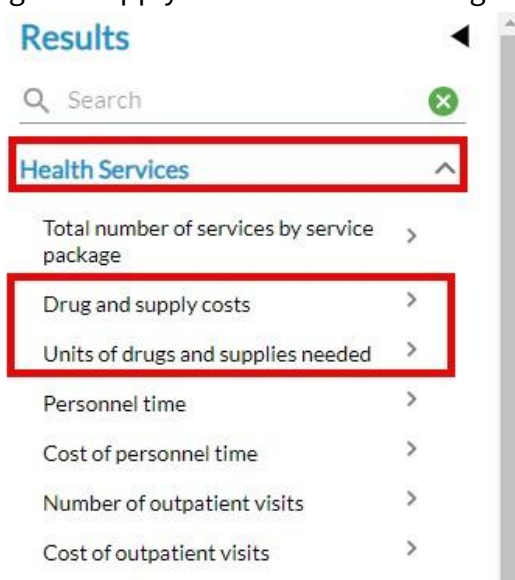 Results
Search
Health Services
Total number of services by service
package
Drug and supply costs
Units of drugs and supplies needed
Personnel time
Cost of personnel time
Number of outpatient visits
Cost of outpatient visits